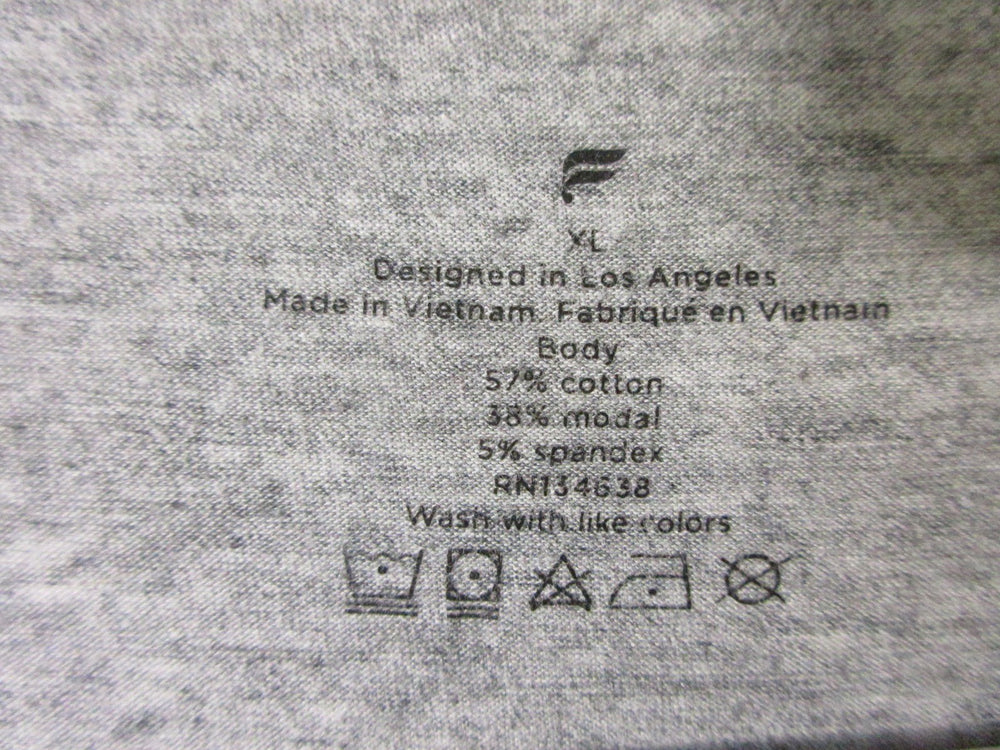 XL
Designed in Los Angeles
Made in Vietnam. Fabriqué en Vietnam
Body
57% cotton
38% modal
5% spandex
RN134638
Wash with like colors